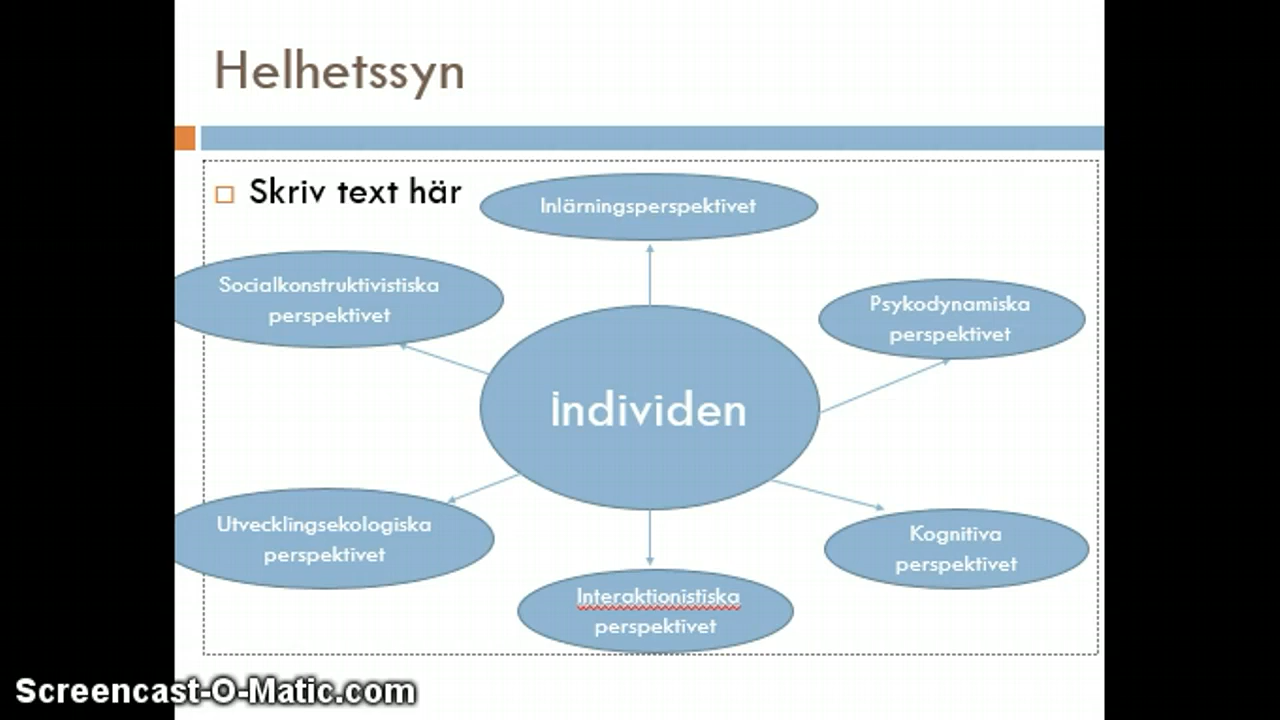 Helhetssyn
Skriv text här
Inlärningsperspektivet
Socialkonstruktivistiska
perspektivet
Psykodynamiska
perspektivet
Individen
Utvecklingsekologiska
perspektivet
Kognitiva
perspektivet
Interaktionistiska
perspektivet
Screencast-O-Matic.com